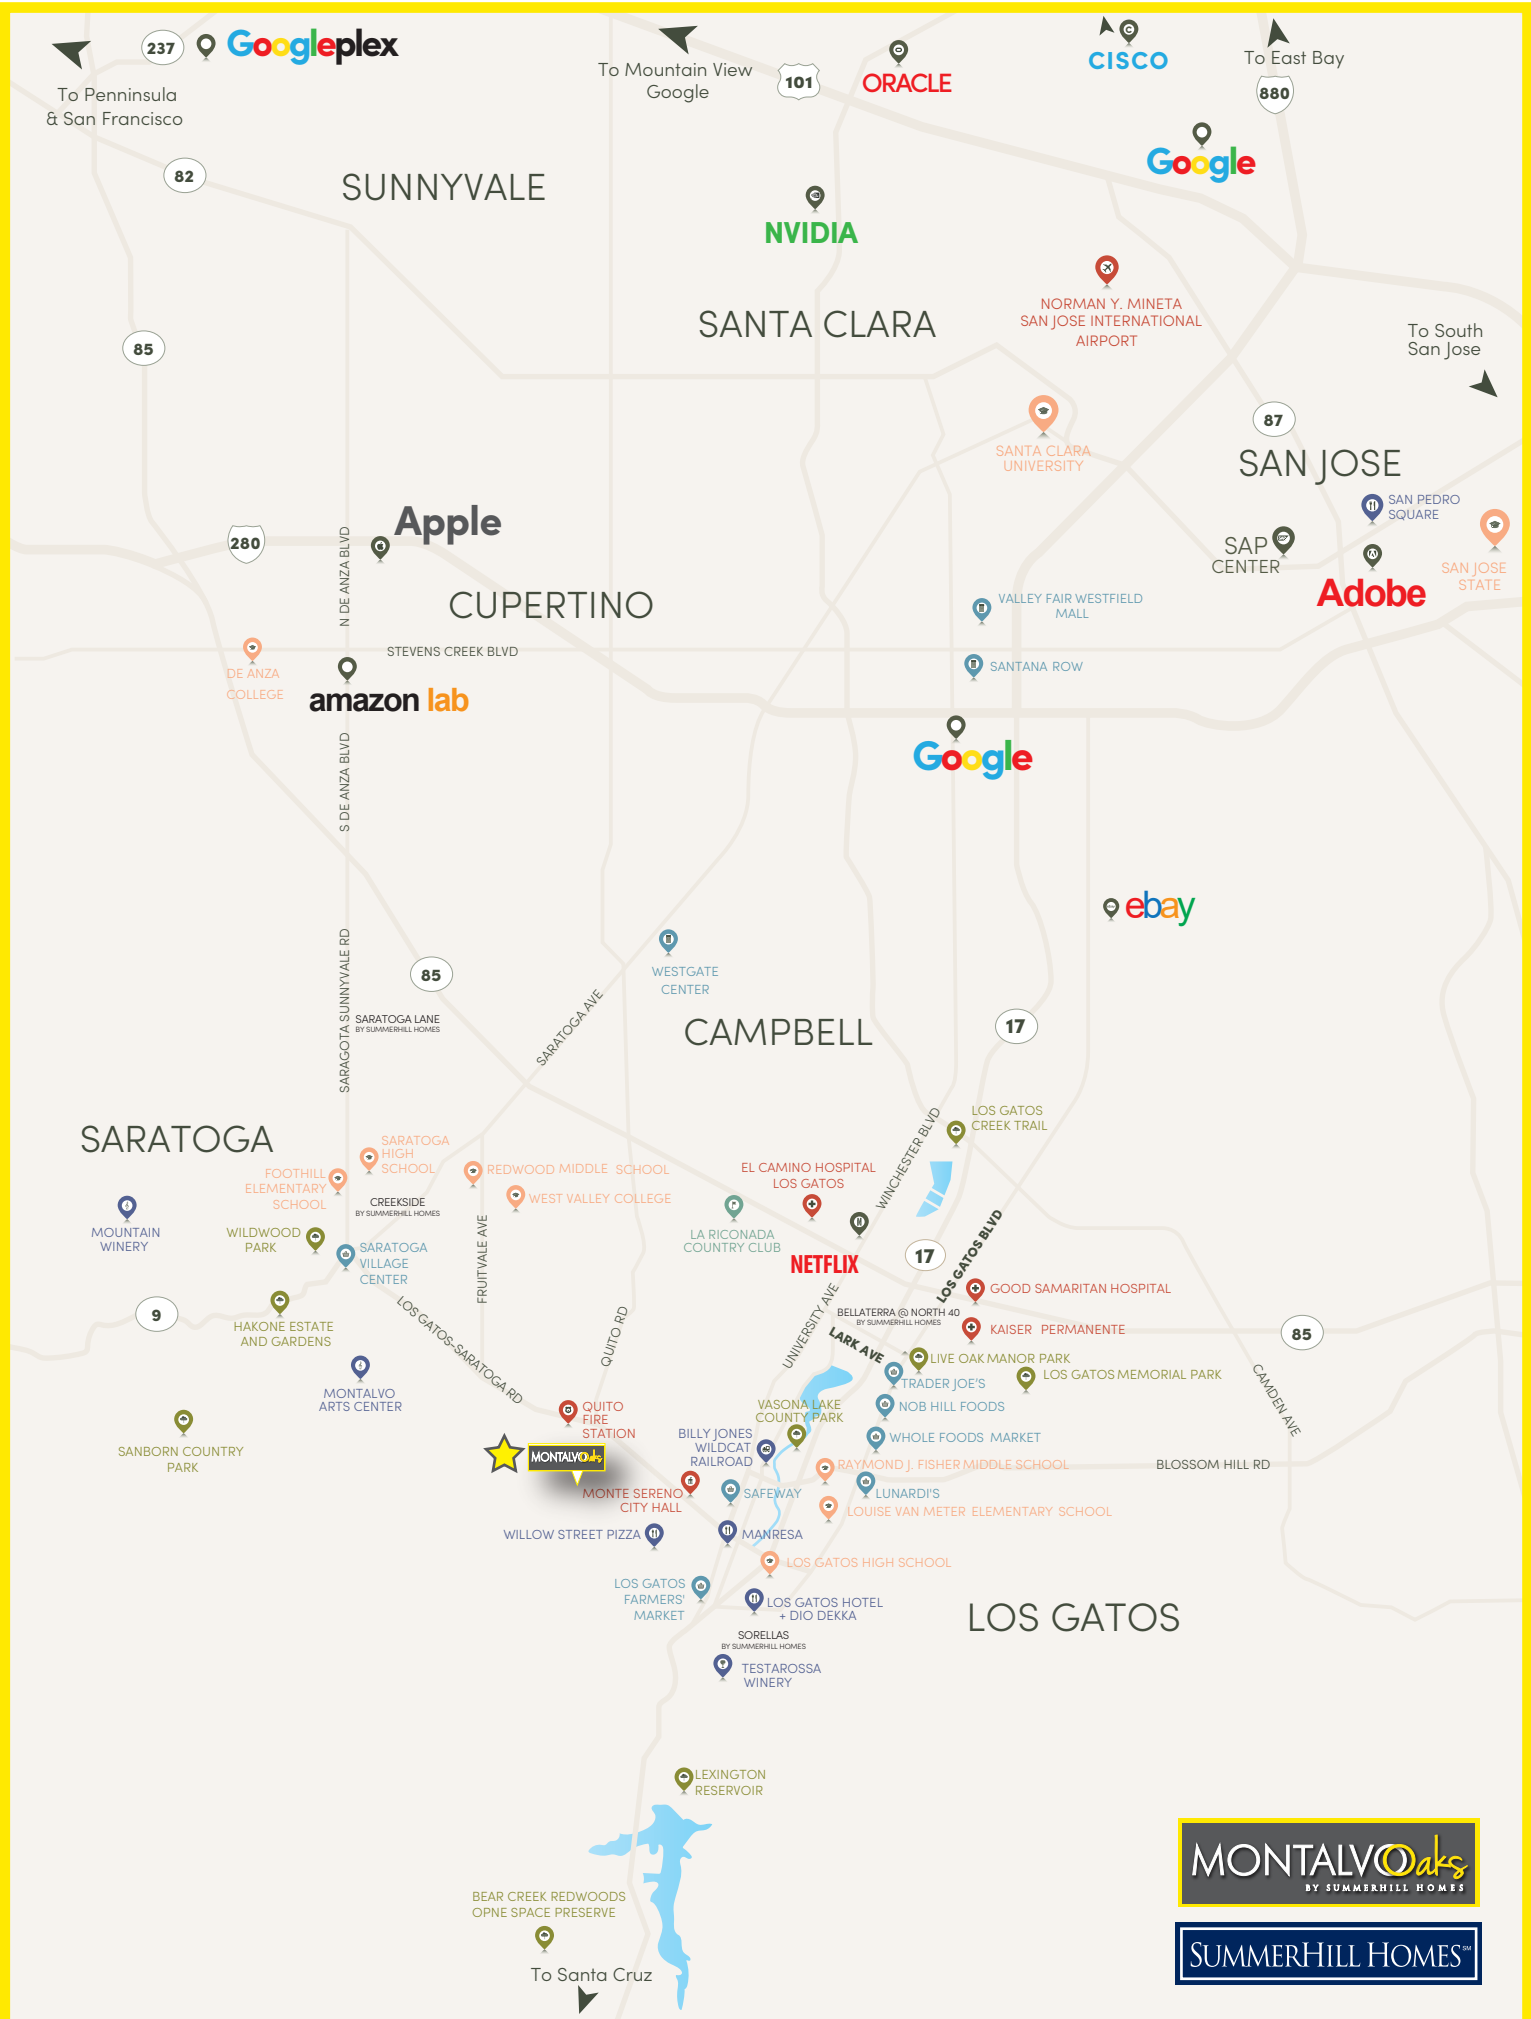 237
Googleplex
To Penninsula
& San Francisco
To Mountain View
Google
101
ORACLE
CISCO
To East Bay
880
Google
82
SUNNYVALE
NVIDIA
NORMAN Y. MINETA
SAN JOSE INTERNATIONAL
AIRPORT
SANTA CLARA
To South
San Jose
85
87
SANTA CLARA
UNIVERSITY
SAN JOSE
SAN PEDRO
SQUARE
Apple
280
N DE ANZA BLVD
SAP
CENTER
Adobe
SAN JOSE
STATE
CUPERTINO
VALLEY FAIR WESTFIELD
MALL
STEVENS CREEK BLVD
SANTANA ROW
DE ANZA
COLLEGE
amazon lab
S DE ANZA BLVD
Google
ebay
SARAGOTA SUNNYVALE RD
85
WESTGATE
CENTER
SARATOGA AVE
SARATOGA LANE
BY SUMMERHILL HOMES
CAMPBELL
17
LOS GATOS
CREEK TRAIL
WINCHESTER BLVD
SARATOGA
SARATOGA
HIGH
SCHOOL
FOOTHILL
ELEMENTARY
SCHOOL
REDWOOD MIDDLE SCHOOL
WEST VALLEY COLLEGE
EL CAMINO HOSPITAL
LOS GATOS
CREEKSIDE
BY SUMMERHILL HOMES
MOUNTAIN
WINERY
WILDWOOD
PARK
SARATOGA
VILLAGE
CENTER
FRUITVALE AVE
LA RICONADA
COUNTRY CLUB
NETFLIX
17
LOS GATOS BLVD
GOOD SAMARITAN HOSPITAL
9
HAKONE ESTATE
AND GARDENS
LOS GATOS-SARATOGA RD
QUITO RD
UNIVERSITY AVE
BELLATERRA @ NORTH 40
BY SUMMERHILL HOMES
LARK AVE
KAISER PERMANENTE
85
LIVE OAK MANOR PARK
LOS GATOS MEMORIAL PARK
CAMDEN AVE
MONTALVO
ARTS CENTER
TRADER JOE'S
NOB HILL FOODS
VASONA LAKE
COUNTY PARK
QUITO
FIRE
STATION
SANBORN COUNTRY
PARK
BILLY JONES
WILDCAT
RAILROAD
WHOLE FOODS MARKET
MONTALVO Oaks
RAYMOND J. FISHER MIDDLE SCHOOL
BLOSSOM HILL RD
MONTE SERENO
CITY HALL
SAFEWAY
LUNARDI'S
LOUISE VAN METER ELEMENTARY SCHOOL
WILLOW STREET PIZZA
MANRESA
LOS GATOS HIGH SCHOOL
LOS GATOS
FARMERS'
MARKET
LOS GATOS HOTEL
+ DIO DEKKA
LOS GATOS
SORELLAS
BY SUMMERHILL HOMES
TESTAROSSA
WINERY
LEXINGTON
RESERVOIR
BEAR CREEK REDWOODS
OPNE SPACE PRESERVE
To Santa Cruz
MONTALVO Oaks
BY SUMMERHILL HOMES
SUMMERHILL HOMES℠